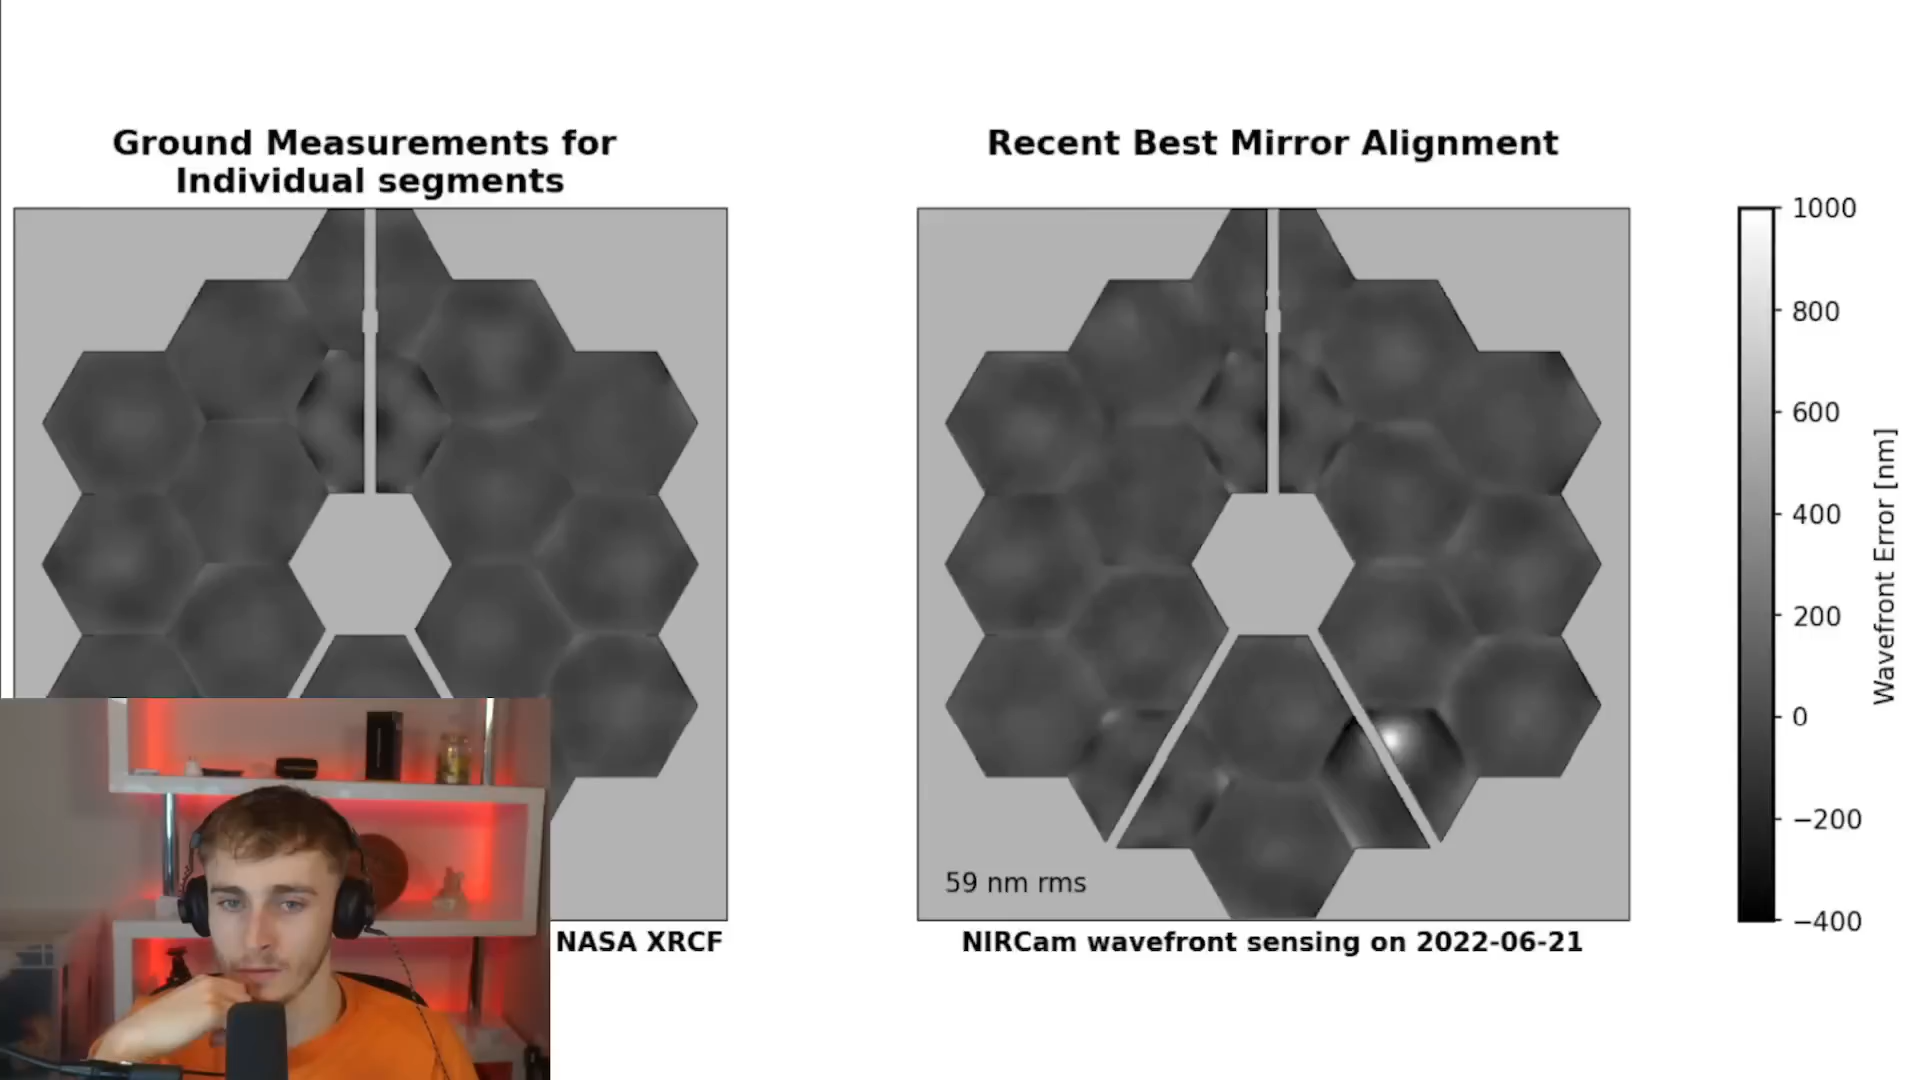 Ground Measurements for
Individual segments
NASA XRCF
Recent Best Mirror Alignment
59 nm rms
NIRCam wavefront sensing on 2022-06-21
1000
800
600
400
200
0
−200
−400
Wavefront Error [nm]